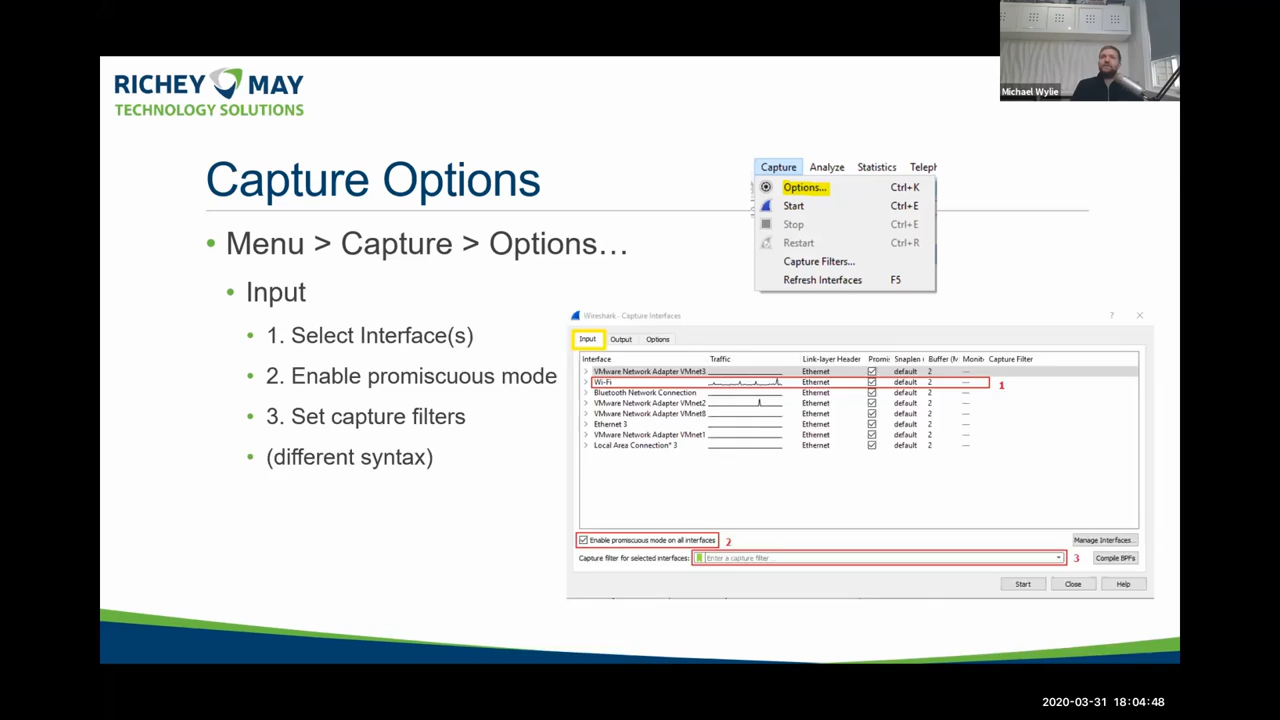 Michael Wylie
RICHEY MAY
TECHNOLOGY SOLUTIONS
Capture Options
• Menu > Capture > Options…
• Input
• 1. Select Interface(s)
• 2. Enable promiscuous mode
• 3. Set capture filters
• (different syntax)
Capture Analyze Statistics Teleph
Options... Ctrl+K
Start Ctrl+E
Stop Ctrl+E
Restart Ctrl+R
Capture Filters...
Refresh Interfaces F5
Wireshark - Capture Interfaces ? ×
Input Output Options
Interface Traffic Link-layer Header Promis Snaplen ( Buffer (M Monito Capture Filter
VMware Network Adapter VMnet3 Ethernet default 2 —
Wi-Fi Ethernet default 2 — 1
Bluetooth Network Connection Ethernet default 2 —
VMware Network Adapter VMnet2 Ethernet default 2 —
VMware Network Adapter VMnet8 Ethernet default 2 —
Ethernet 3 Ethernet default 2 —
VMware Network Adapter VMnet1 Ethernet default 2 —
Local Area Connection* 3 Ethernet default 2 —
Enable promiscuous mode on all interfaces 2 Manage Interfaces...
Capture filter for selected interfaces: Enter a capture filter ... 3 Compile BPFs
Start Close Help
2020-03-31 18:04:48